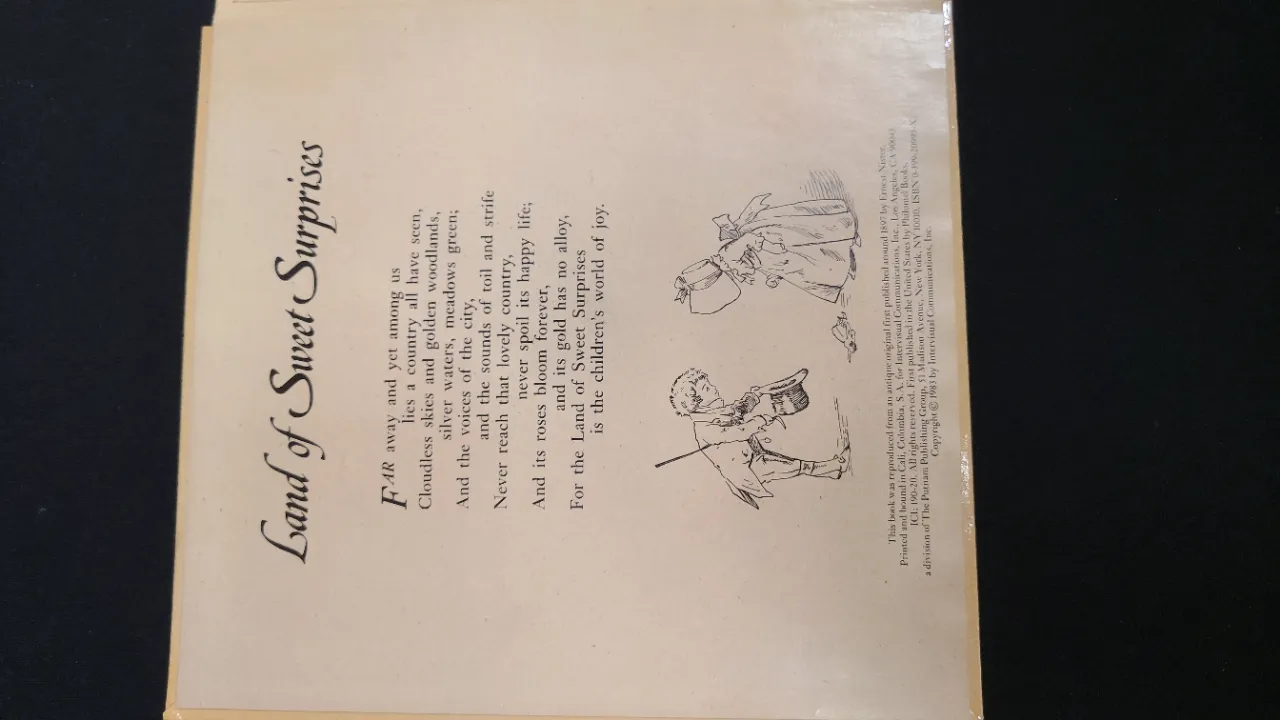 Land of Sweet Surprises
FAR away and yet among us
lies a country all have seen,
Cloudless skies and golden woodlands,
silver waters, meadows green;
And the voices of the city,
and the sounds of toil and strife
Never reach that lovely country,
never spoil its happy life;
And its roses bloom forever,
and its gold has no alloy,
For the Land of Sweet Surprises
is the children's world of joy.
This book was reproduced from an antique original first published around 1897 by Ernest Nister.
Printed and bound in Cali, Colombia, S.A. for Intervisual Communications, Inc., Los Angeles, CA 90045
All rights reserved. First published in the United States by Philomel Books,
a division of The Putnam Publishing Group, 51 Madison Avenue, New York, NY 10010. ISBN
Copyright © 1983 by Intervisual Communications, Inc.